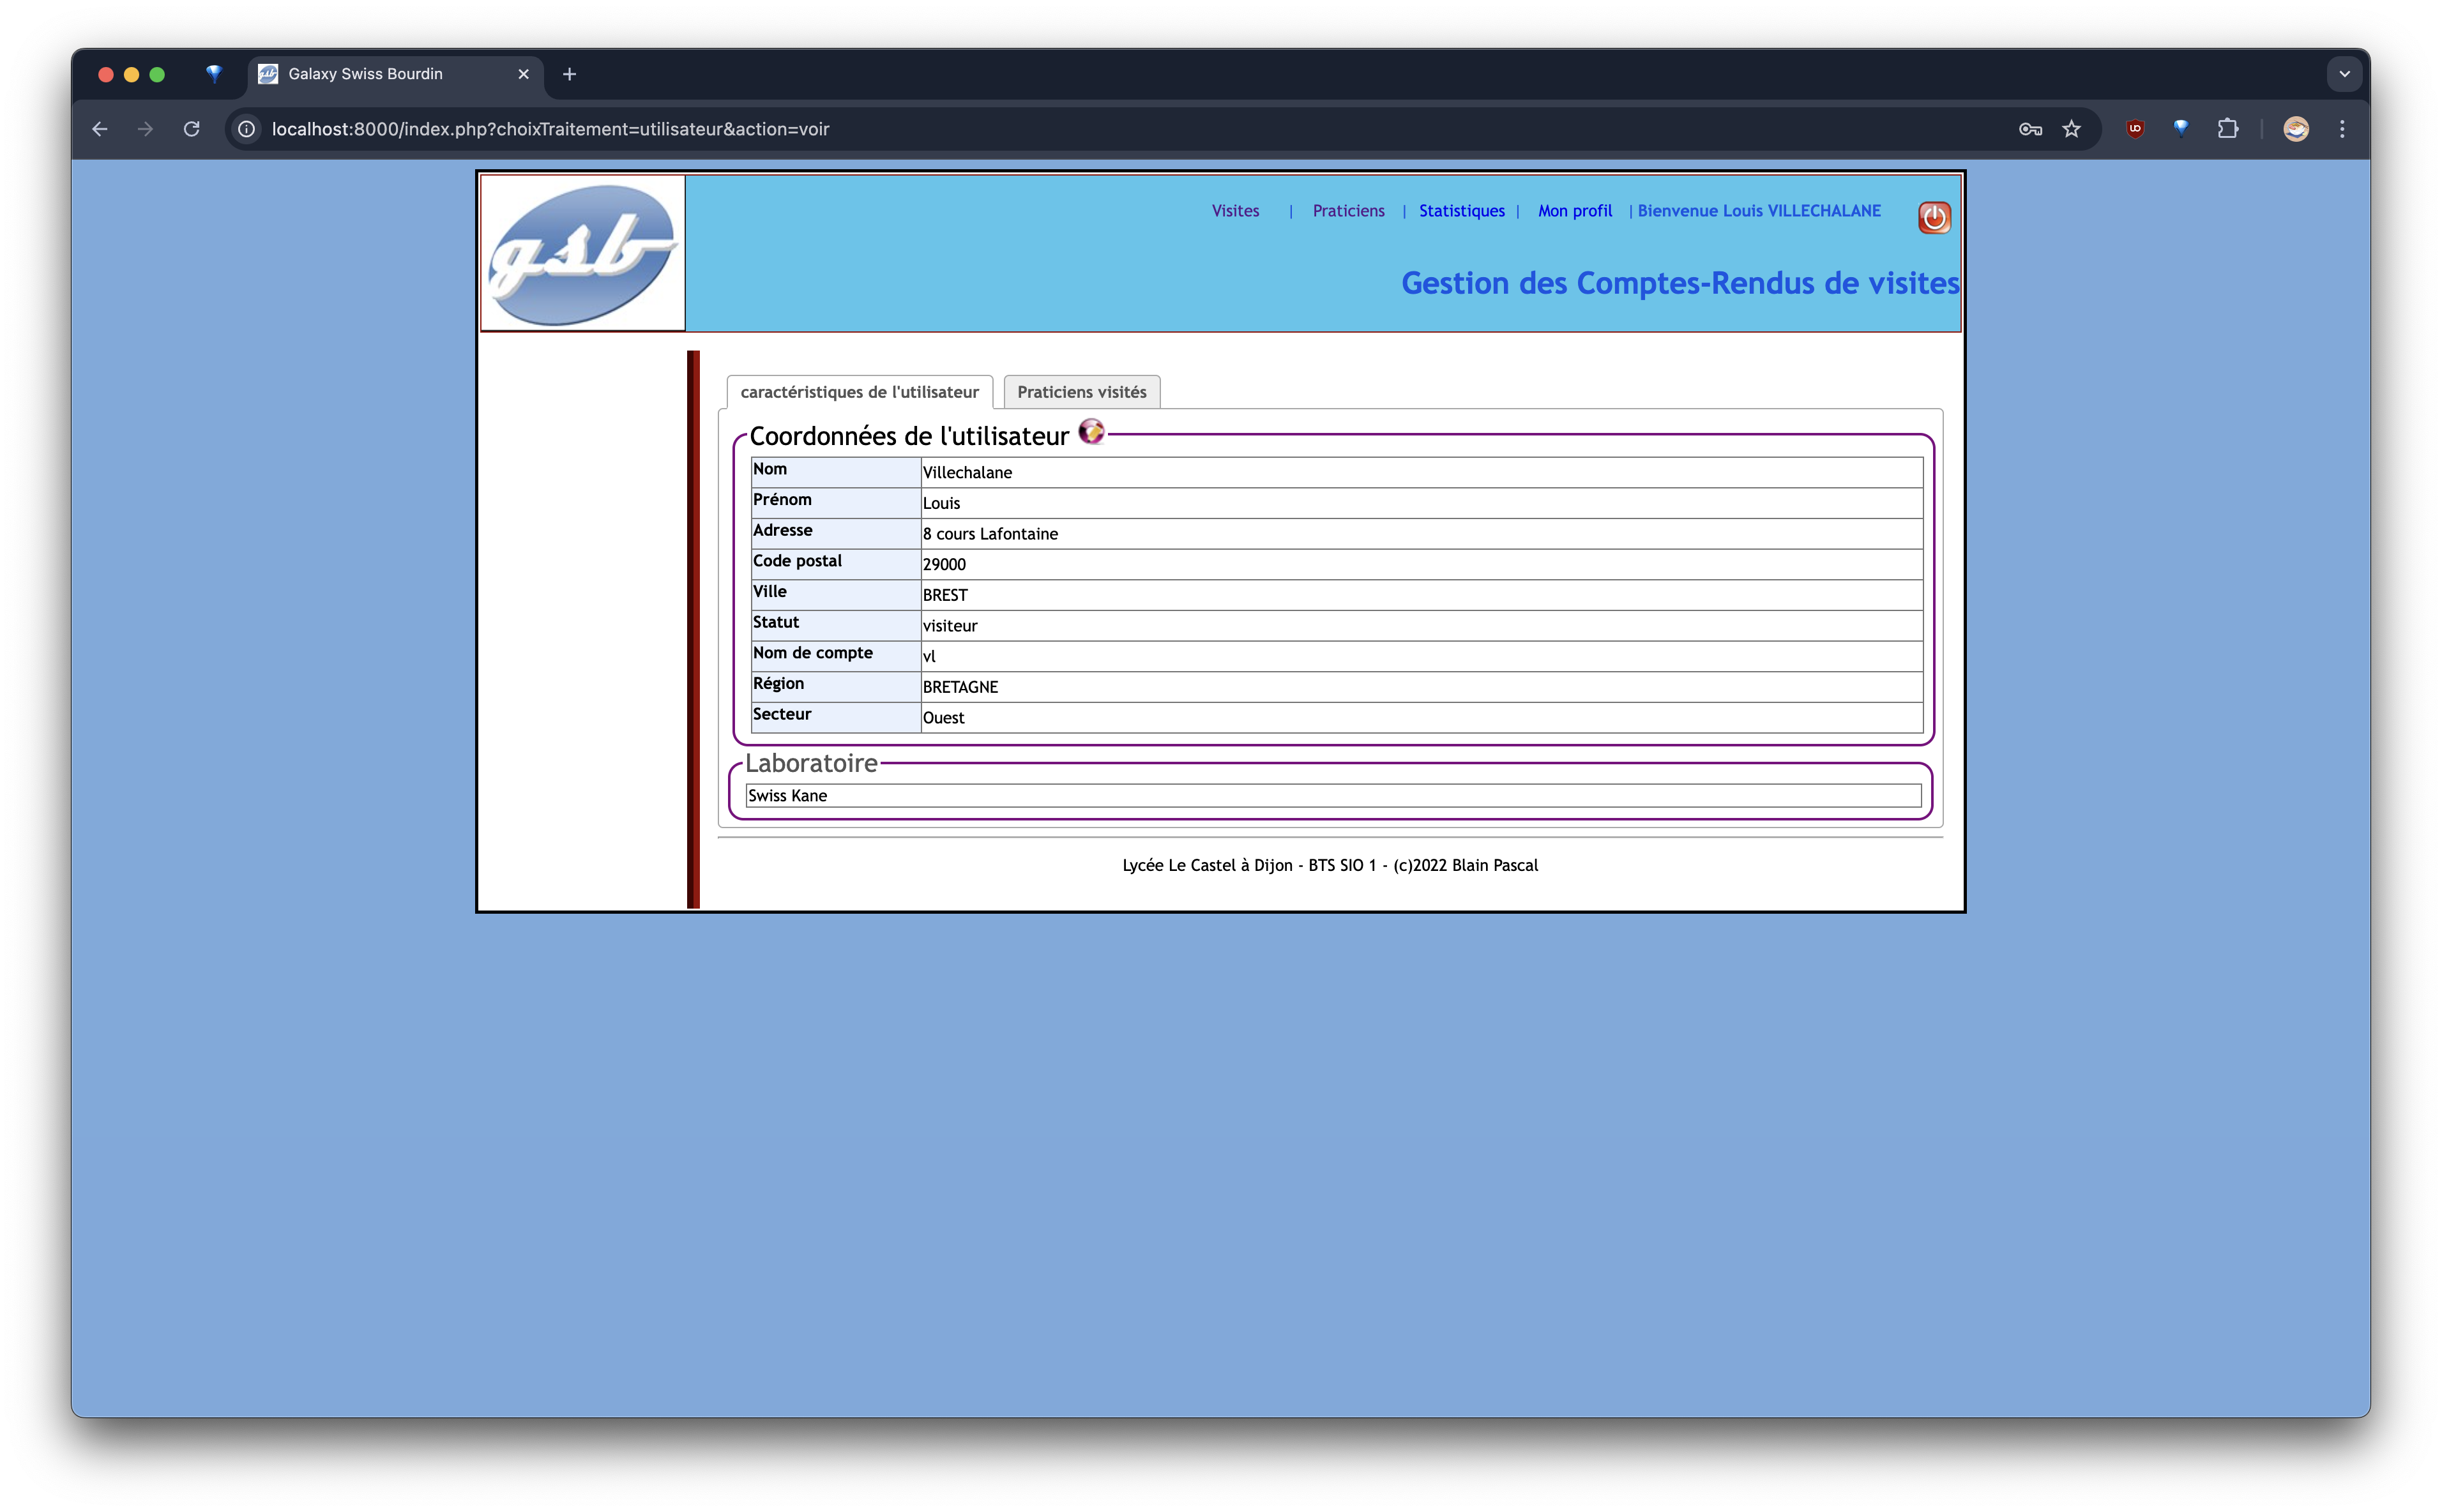 Galaxy Swiss Bourdin
localhost:8000/index.php?choixTraitement=utilisateur&action=voir
gsb
Visites | Praticiens | Statistiques | Mon profil | Bienvenue Louis VILLECHALANE
Gestion des Comptes-Rendus de visites
caractéristiques de l'utilisateur Praticiens visités
Coordonnées de l'utilisateur
Nom Villechalane
Prénom Louis
Adresse 8 cours Lafontaine
Code postal 29000
Ville BREST
Statut visiteur
Nom de compte vl
Région BRETAGNE
Secteur Ouest
Laboratoire
Swiss Kane
Lycée Le Castel à Dijon - BTS SIO 1 - (c)2022 Blain Pascal